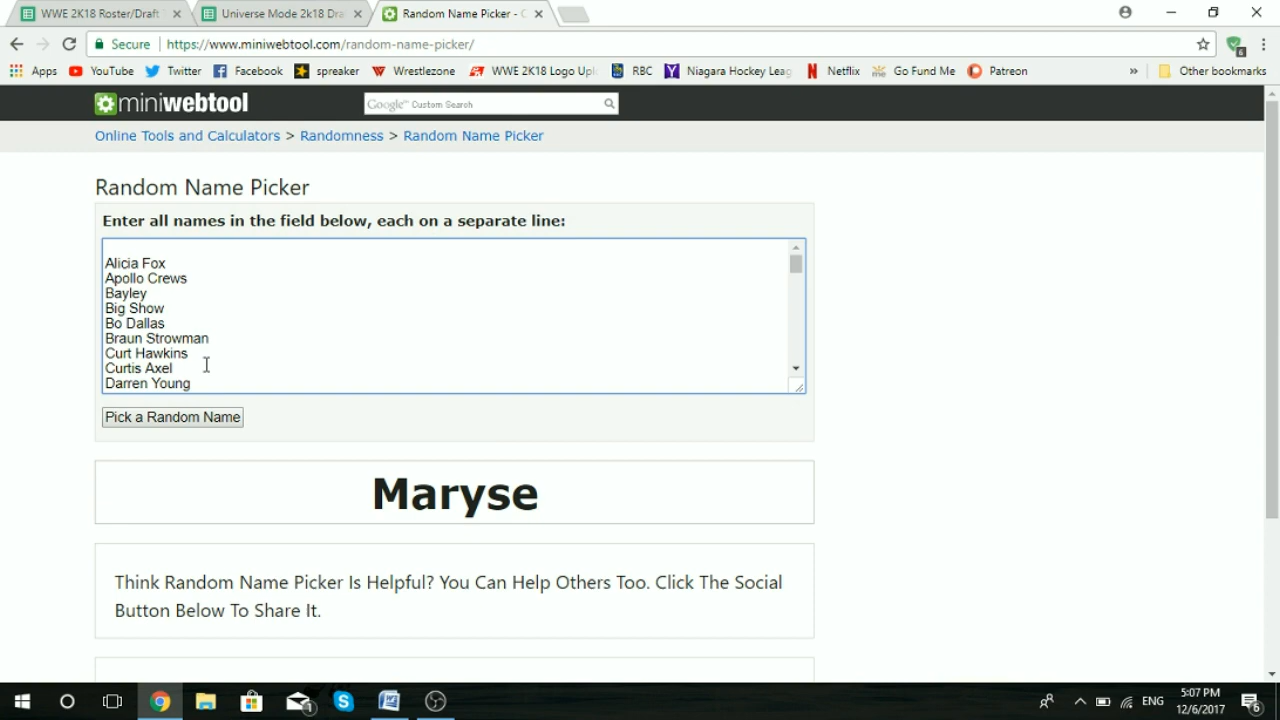 WWE 2K18 Roster/Draft
Universe Mode 2k18 Dra
Random Name Picker - C
Secure
https://www.miniwebtool.com/random-name-picker/
Apps
YouTube
Twitter
Facebook
spreaker
Wrestlezone
WWE 2K18 Logo Upl
RBC
Niagara Hockey Leag
Netflix
Go Fund Me
Patreon
»
Other bookmarks
miniwebtool
Google™ Custom Search
Online Tools and Calculators > Randomness > Random Name Picker
Random Name Picker
Enter all names in the field below, each on a separate line:
Alicia Fox
Apollo Crews
Bayley
Big Show
Bo Dallas
Braun Strowman
Curt Hawkins
Curtis Axel
Darren Young
Pick a Random Name
Maryse
Think Random Name Picker Is Helpful? You Can Help Others Too. Click The Social
Button Below To Share It.
ENG
5:07 PM
12/6/2017